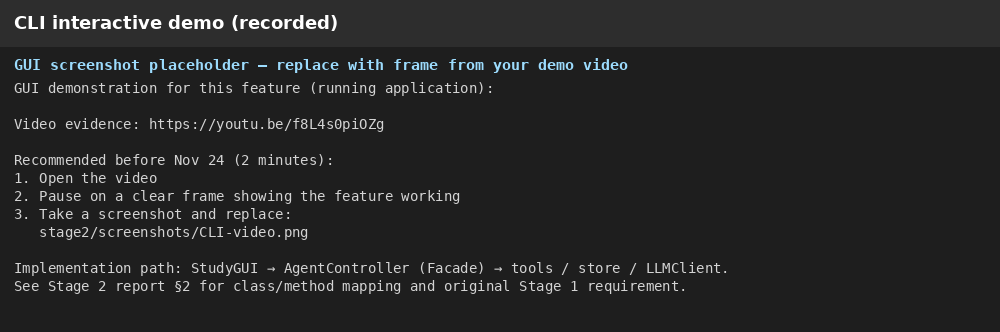 CLI interactive demo (recorded)
GUI screenshot placeholder — replace with frame from your demo video
GUI demonstration for this feature (running application):
Video evidence: https://youtu.be/f8L4s0piOZg
Recommended before Nov 24 (2 minutes):
1. Open the video
2. Pause on a clear frame showing the feature working
3. Take a screenshot and replace:
stage2/screenshots/CLI-video.png
Implementation path: StudyGUI → AgentController (Facade) → tools / store / LLMClient.
See Stage 2 report §2 for class/method mapping and original Stage 1 requirement.